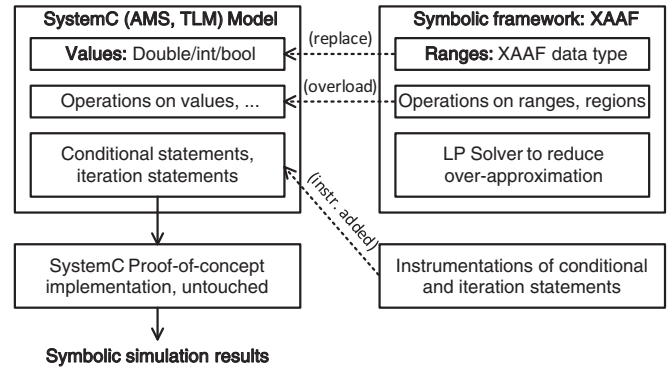 SystemC (AMS, TLM) Model
Values: Double/int/bool
Operations on values, ...
Conditional statements,
iteration statements
SystemC Proof-of-concept
implementation, untouched
Symbolic simulation results
(replace)
(overload)
(instr. added)
Symbolic framework: XAAF
Ranges: XAAF data type
Operations on ranges, regions
LP Solver to reduce
over-approximation
Instrumentations of conditional
and iteration statements